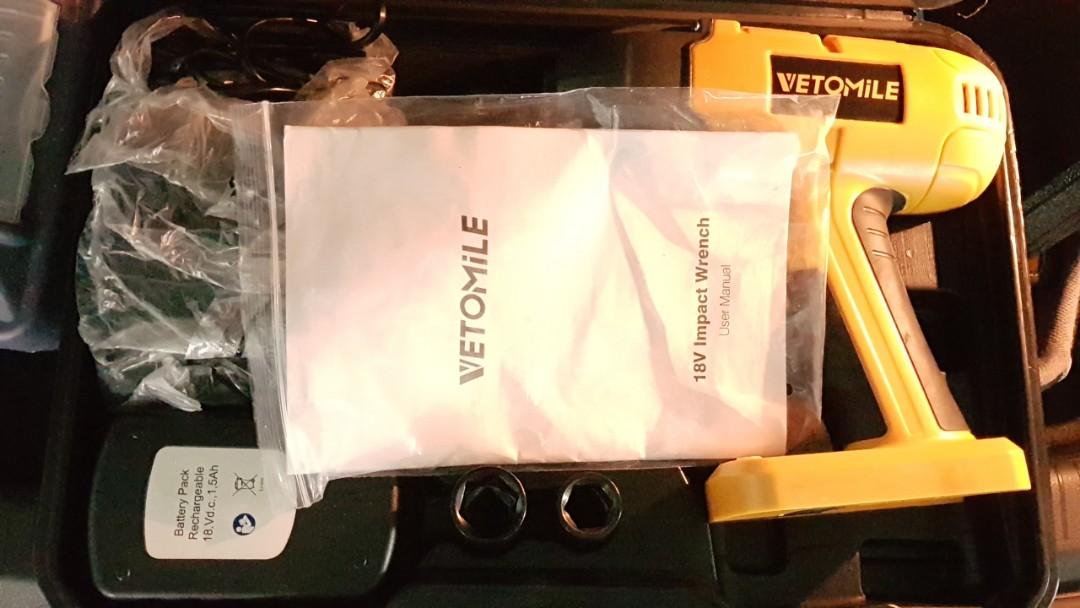 VETOMiLE
VETOMiLE
18V Impact Wrench
User Manual
Battery Pack
Rechargeable
18.Vd.c.,1.5Ah